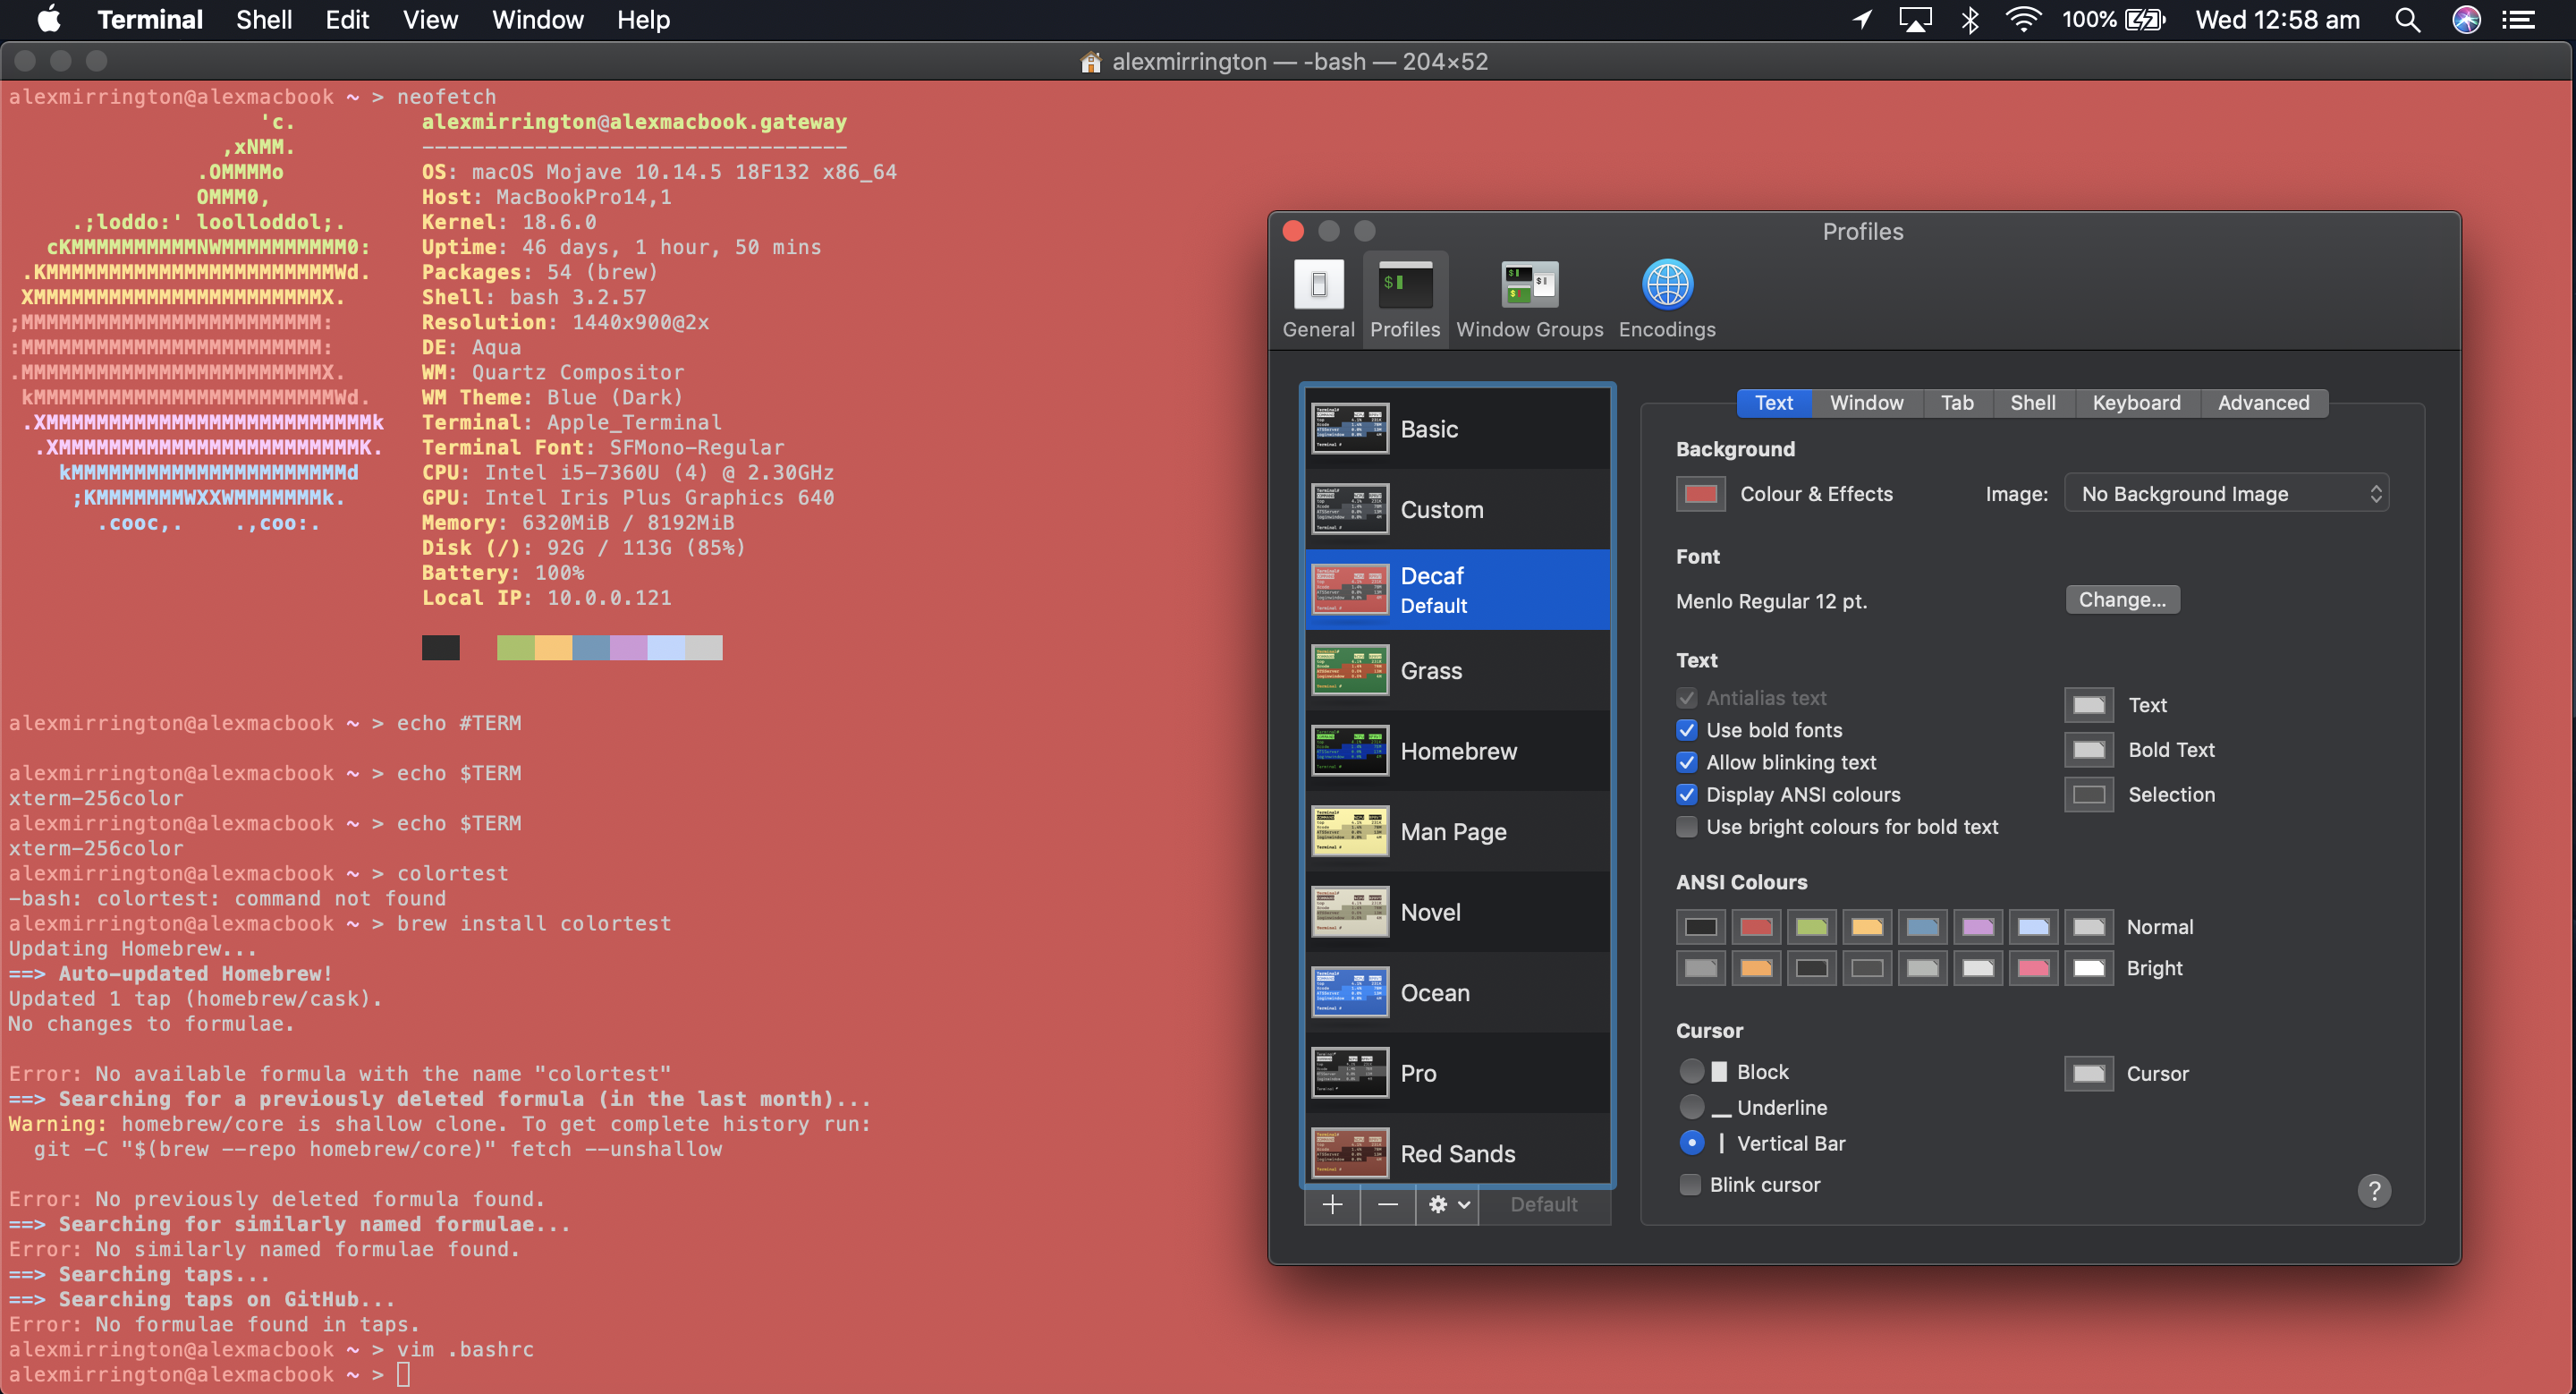 Terminal Shell Edit View Window Help 100% Wed 12:58 am
alexmirrington — -bash — 204×52
alexmirrington@alexmacbook ~ > neofetch
'c. alexmirrington@alexmacbook.gateway
,xNMM. ----------------------------------
.OMMMMo OS: macOS Mojave 10.14.5 18F132 x86_64
OMMM0, Host: MacBookPro14,1
.;loddo:' loolloddol;. Kernel: 18.6.0
cKMMMMMMMMMMNWMMMMMMMMMM0: Uptime: 46 days, 1 hour, 50 mins
.KMMMMMMMMMMMMMMMMMMMMMMMWd. Packages: 54 (brew)
XMMMMMMMMMMMMMMMMMMMMMMMX. Shell: bash 3.2.57
;MMMMMMMMMMMMMMMMMMMMMMMM: Resolution: 1440x900@2x
:MMMMMMMMMMMMMMMMMMMMMMMM: DE: Aqua
.MMMMMMMMMMMMMMMMMMMMMMMMX. WM: Quartz Compositor
kMMMMMMMMMMMMMMMMMMMMMMMMWd. WM Theme: Blue (Dark)
.XMMMMMMMMMMMMMMMMMMMMMMMMMMk Terminal: Apple_Terminal
.XMMMMMMMMMMMMMMMMMMMMMMMMK. Terminal Font: SFMono-Regular
kMMMMMMMMMMMMMMMMMMMMMMd CPU: Intel i5-7360U (4) @ 2.30GHz
;KMMMMMMMWXXWMMMMMMMk. GPU: Intel Iris Plus Graphics 640
.cooc,. .,coo:. Memory: 6320MiB / 8192MiB
Disk (/): 92G / 113G (85%)
Battery: 100%
Local IP: 10.0.0.121
alexmirrington@alexmacbook ~ > echo #TERM
alexmirrington@alexmacbook ~ > echo $TERM
xterm-256color
alexmirrington@alexmacbook ~ > echo $TERM
xterm-256color
alexmirrington@alexmacbook ~ > colortest
-bash: colortest: command not found
alexmirrington@alexmacbook ~ > brew install colortest
Updating Homebrew...
==> Auto-updated Homebrew!
Updated 1 tap (homebrew/cask).
No changes to formulae.
Error: No available formula with the name "colortest"
==> Searching for a previously deleted formula (in the last month)...
Warning: homebrew/core is shallow clone. To get complete history run:
git -C "$(brew --repo homebrew/core)" fetch --unshallow
Error: No previously deleted formula found.
==> Searching for similarly named formulae...
Error: No similarly named formulae found.
==> Searching taps...
==> Searching taps on GitHub...
Error: No formulae found in taps.
alexmirrington@alexmacbook ~ > vim .bashrc
alexmirrington@alexmacbook ~ >
Profiles
General Profiles Window Groups Encodings
Basic
Custom
Decaf
Default
Grass
Homebrew
Man Page
Novel
Ocean
Pro
Red Sands
Default
Text Window Tab Shell Keyboard Advanced
Background
Colour & Effects Image: No Background Image
Font
Menlo Regular 12 pt. Change...
Text
Antialias text Text
Use bold fonts
Bold Text
Allow blinking text
Display ANSI colours Selection
Use bright colours for bold text
ANSI Colours
Normal
Bright
Cursor
Block Cursor
Underline
Vertical Bar
Blink cursor
?